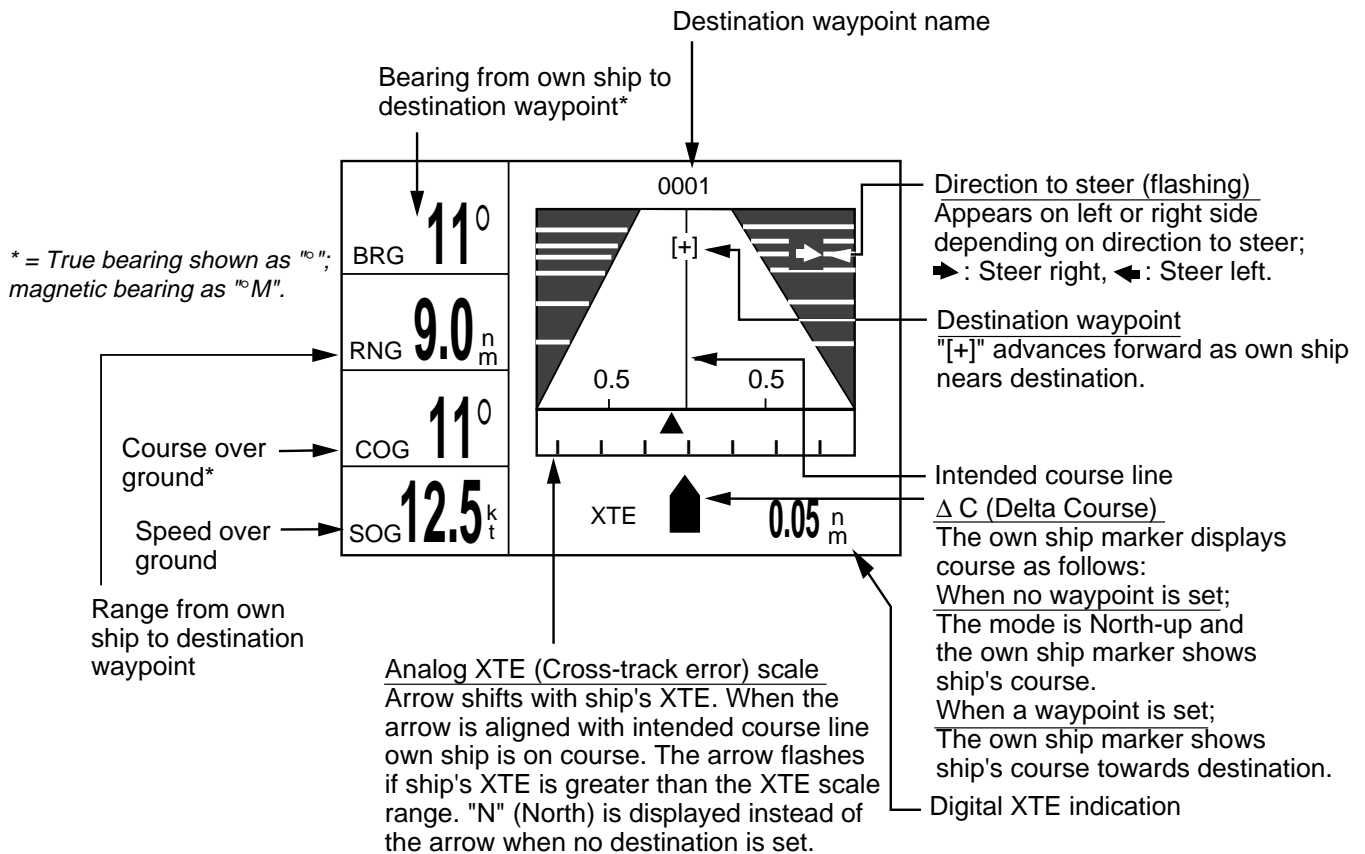 Destination waypoint name
Bearing from own ship to
destination waypoint*
* = True bearing shown as "°";
magnetic bearing as "°M".
BRG 11°
RNG 9.0 nm
COG 11°
SOG 12.5 kt
Course over
ground*
Speed over
ground
Range from own
ship to destination
waypoint
0001
[+]
0.5 0.5
XTE 0.05 nm
Direction to steer (flashing)
Appears on left or right side
depending on direction to steer;
➨: Steer right, ⬅: Steer left.
Destination waypoint
"[+]" advances forward as own ship
nears destination.
Intended course line
Δ C (Delta Course)
The own ship marker displays
course as follows:
When no waypoint is set;
The mode is North-up and
the own ship marker shows
ship's course.
When a waypoint is set;
The own ship marker shows
ship's course towards destination.
Digital XTE indication
Analog XTE (Cross-track error) scale
Arrow shifts with ship's XTE. When the
arrow is aligned with intended course line
own ship is on course. The arrow flashes
if ship's XTE is greater than the XTE scale
range. "N" (North) is displayed instead of
the arrow when no destination is set.